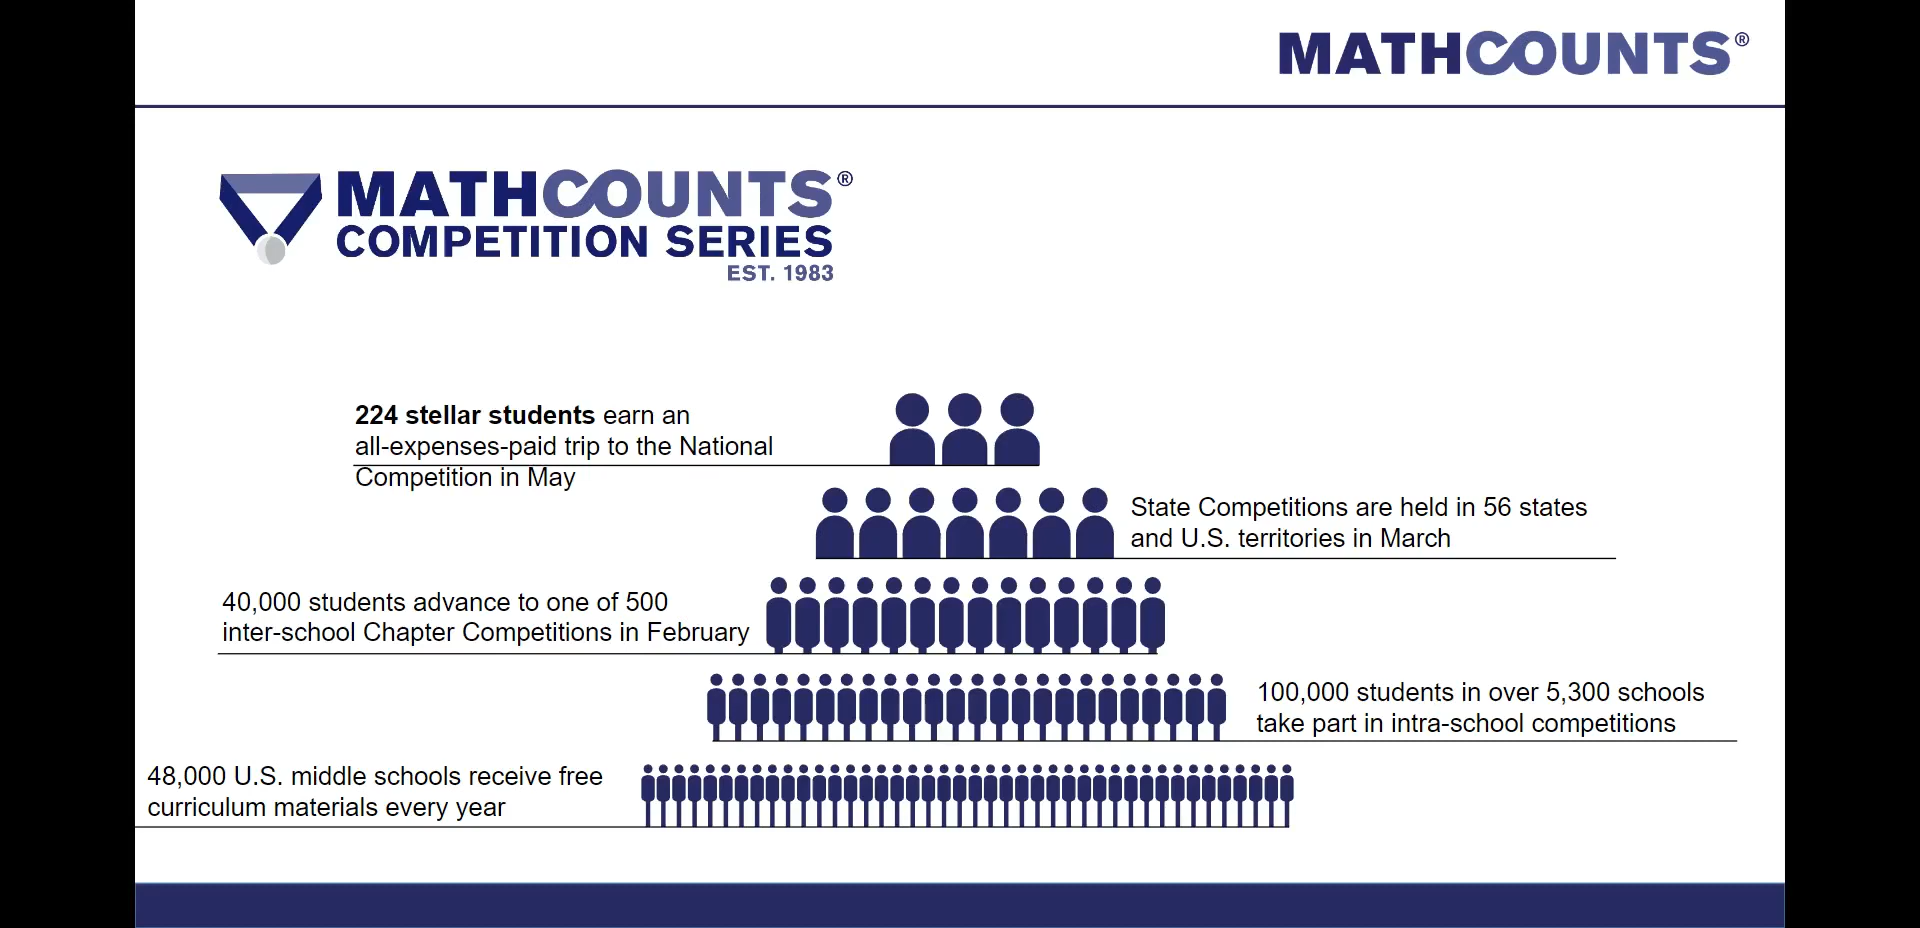 MATHCOUNTS®
MATHCOUNTS®
COMPETITION SERIES
EST. 1983
224 stellar students earn an
all-expenses-paid trip to the National
Competition in May
State Competitions are held in 56 states
and U.S. territories in March
40,000 students advance to one of 500
inter-school Chapter Competitions in February
100,000 students in over 5,300 schools
take part in intra-school competitions
48,000 U.S. middle schools receive free
curriculum materials every year